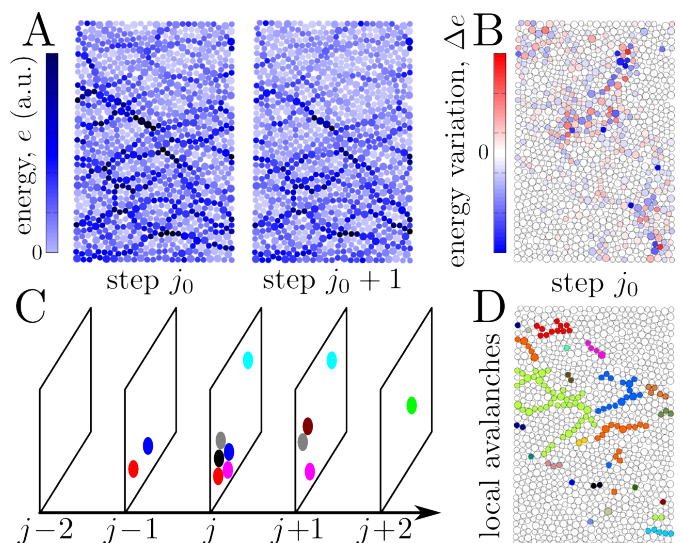 A
energy, e (a.u.)
0
step j₀
step j₀ + 1
B
energy variation, Δe
0
step j₀
C
j−2
j−1
j
j+1
j+2
D
local avalanches